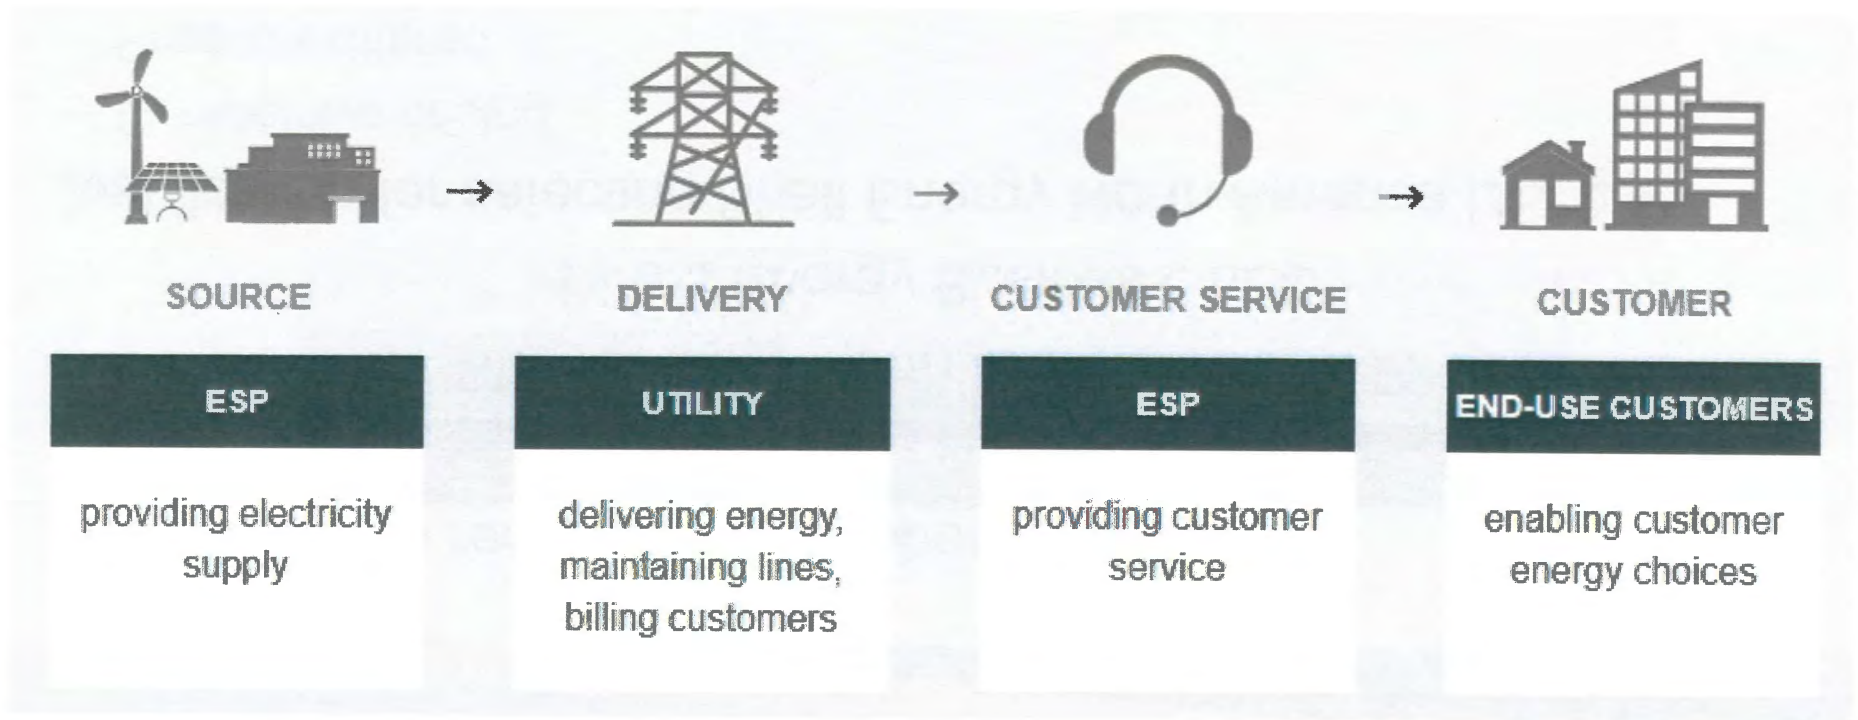 SOURCE
DELIVERY
CUSTOMER SERVICE
CUSTOMER
ESP
UTILITY
ESP
END-USE CUSTOMERS
providing electricity
supply
delivering energy,
maintaining lines,
billing customers
providing customer
service
enabling customer
energy choices